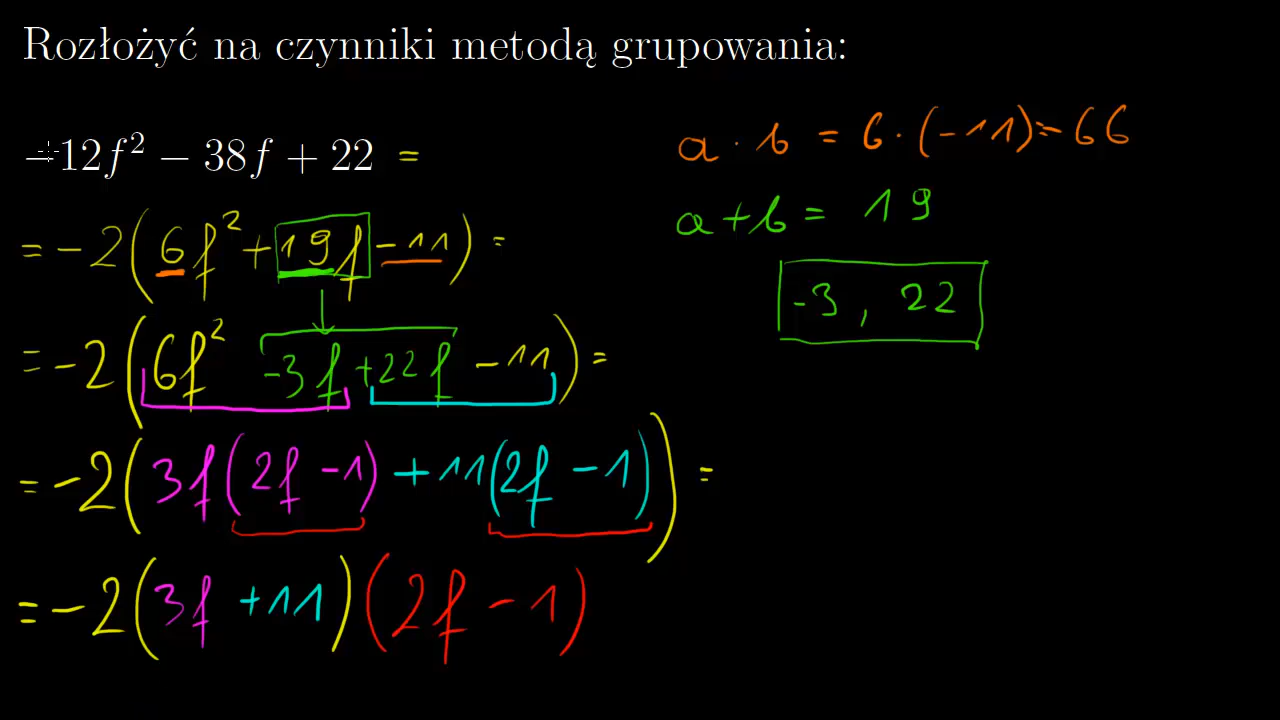 Rozłożyć na czynniki metodą grupowania:
-12f² - 38f + 22 =
= -2(6f² + 19f - 11) =
= -2(6f² -3f +22f - 11) =
= -2(3f(2f - 1) + 11(2f - 1)) =
= -2(3f + 11)(2f - 1)
a · b = 6 · (-11) = -66
a + b = 19
-3, 22